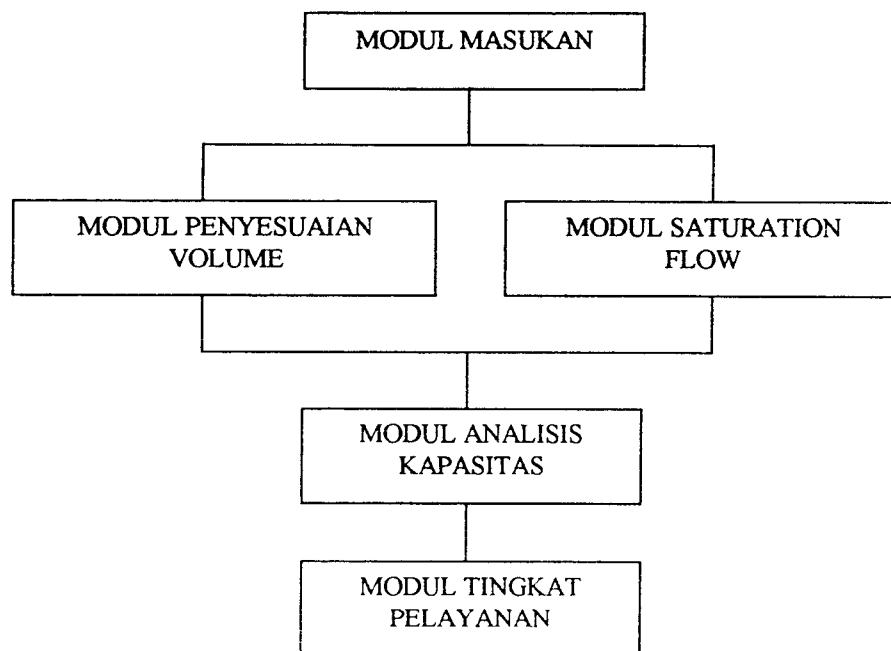 MODUL MASUKAN
MODUL PENYESUAIAN
VOLUME
MODUL SATURATION
FLOW
MODUL ANALISIS
KAPASITAS
MODUL TINGKAT
PELAYANAN